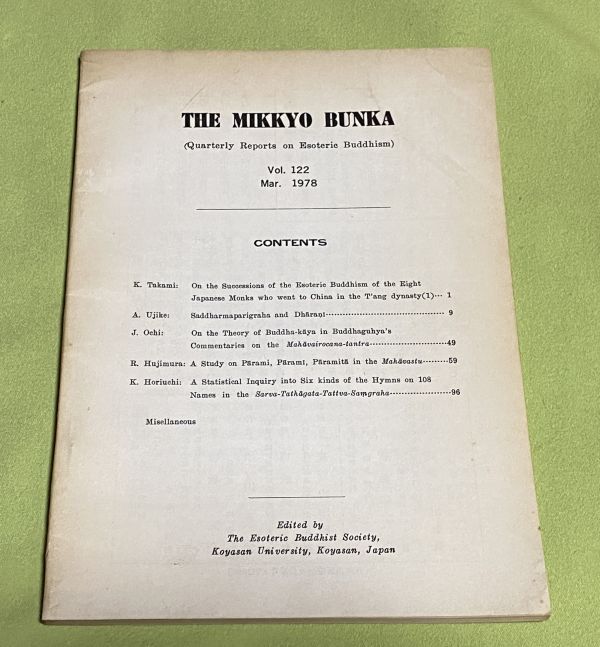 THE MIKKYO BUNKA
(Quarterly Reports on Esoteric Buddhism)
Vol. 122
Mar. 1978
CONTENTS
K. Takami: On the Successions of the Esoteric Buddhism of the Eight
Japanese Monks who went to China in the T'ang dynasty(1)… 1
A. Ujike: Saddharmaparigraha and Dhāraṇī………………………… 9
J. Ochi: On the Theory of Buddha-kāya in Buddhaguhya's
Commentaries on the Mahāvairocana-tantra…………………49
R. Hujimura: A Study on Pārami, Pāramī, Pāramitā in the Mahāvastu………59
K. Horiuchi: A Statistical Inquiry into Six kinds of the Hymns on 108
Names in the Sarva-Tathāgata-Tattva-Saṃgraha…………………96
Misellaneous
Edited by
The Esoteric Buddhist Society,
Koyasan University, Koyasan, Japan